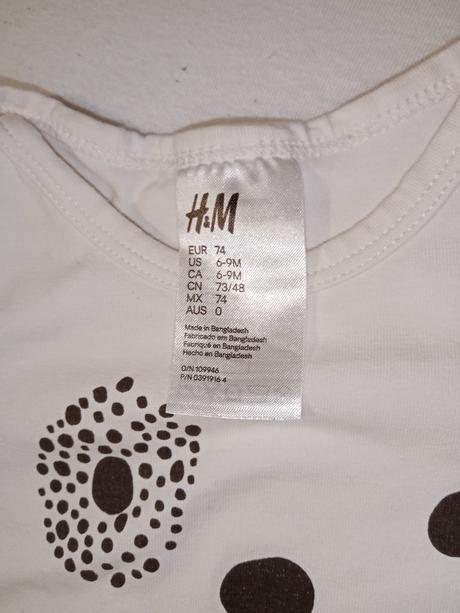 H&M
EUR 74
US 6-9M
CA 6-9M
CN 73/48
MX 74
AUS 0
Made in Bangladesh
Fabricado em Bangladesh
Fabriqué en Bangladesh
Hecho en Bangladesh
O/N 109946
P/N 0391916 4